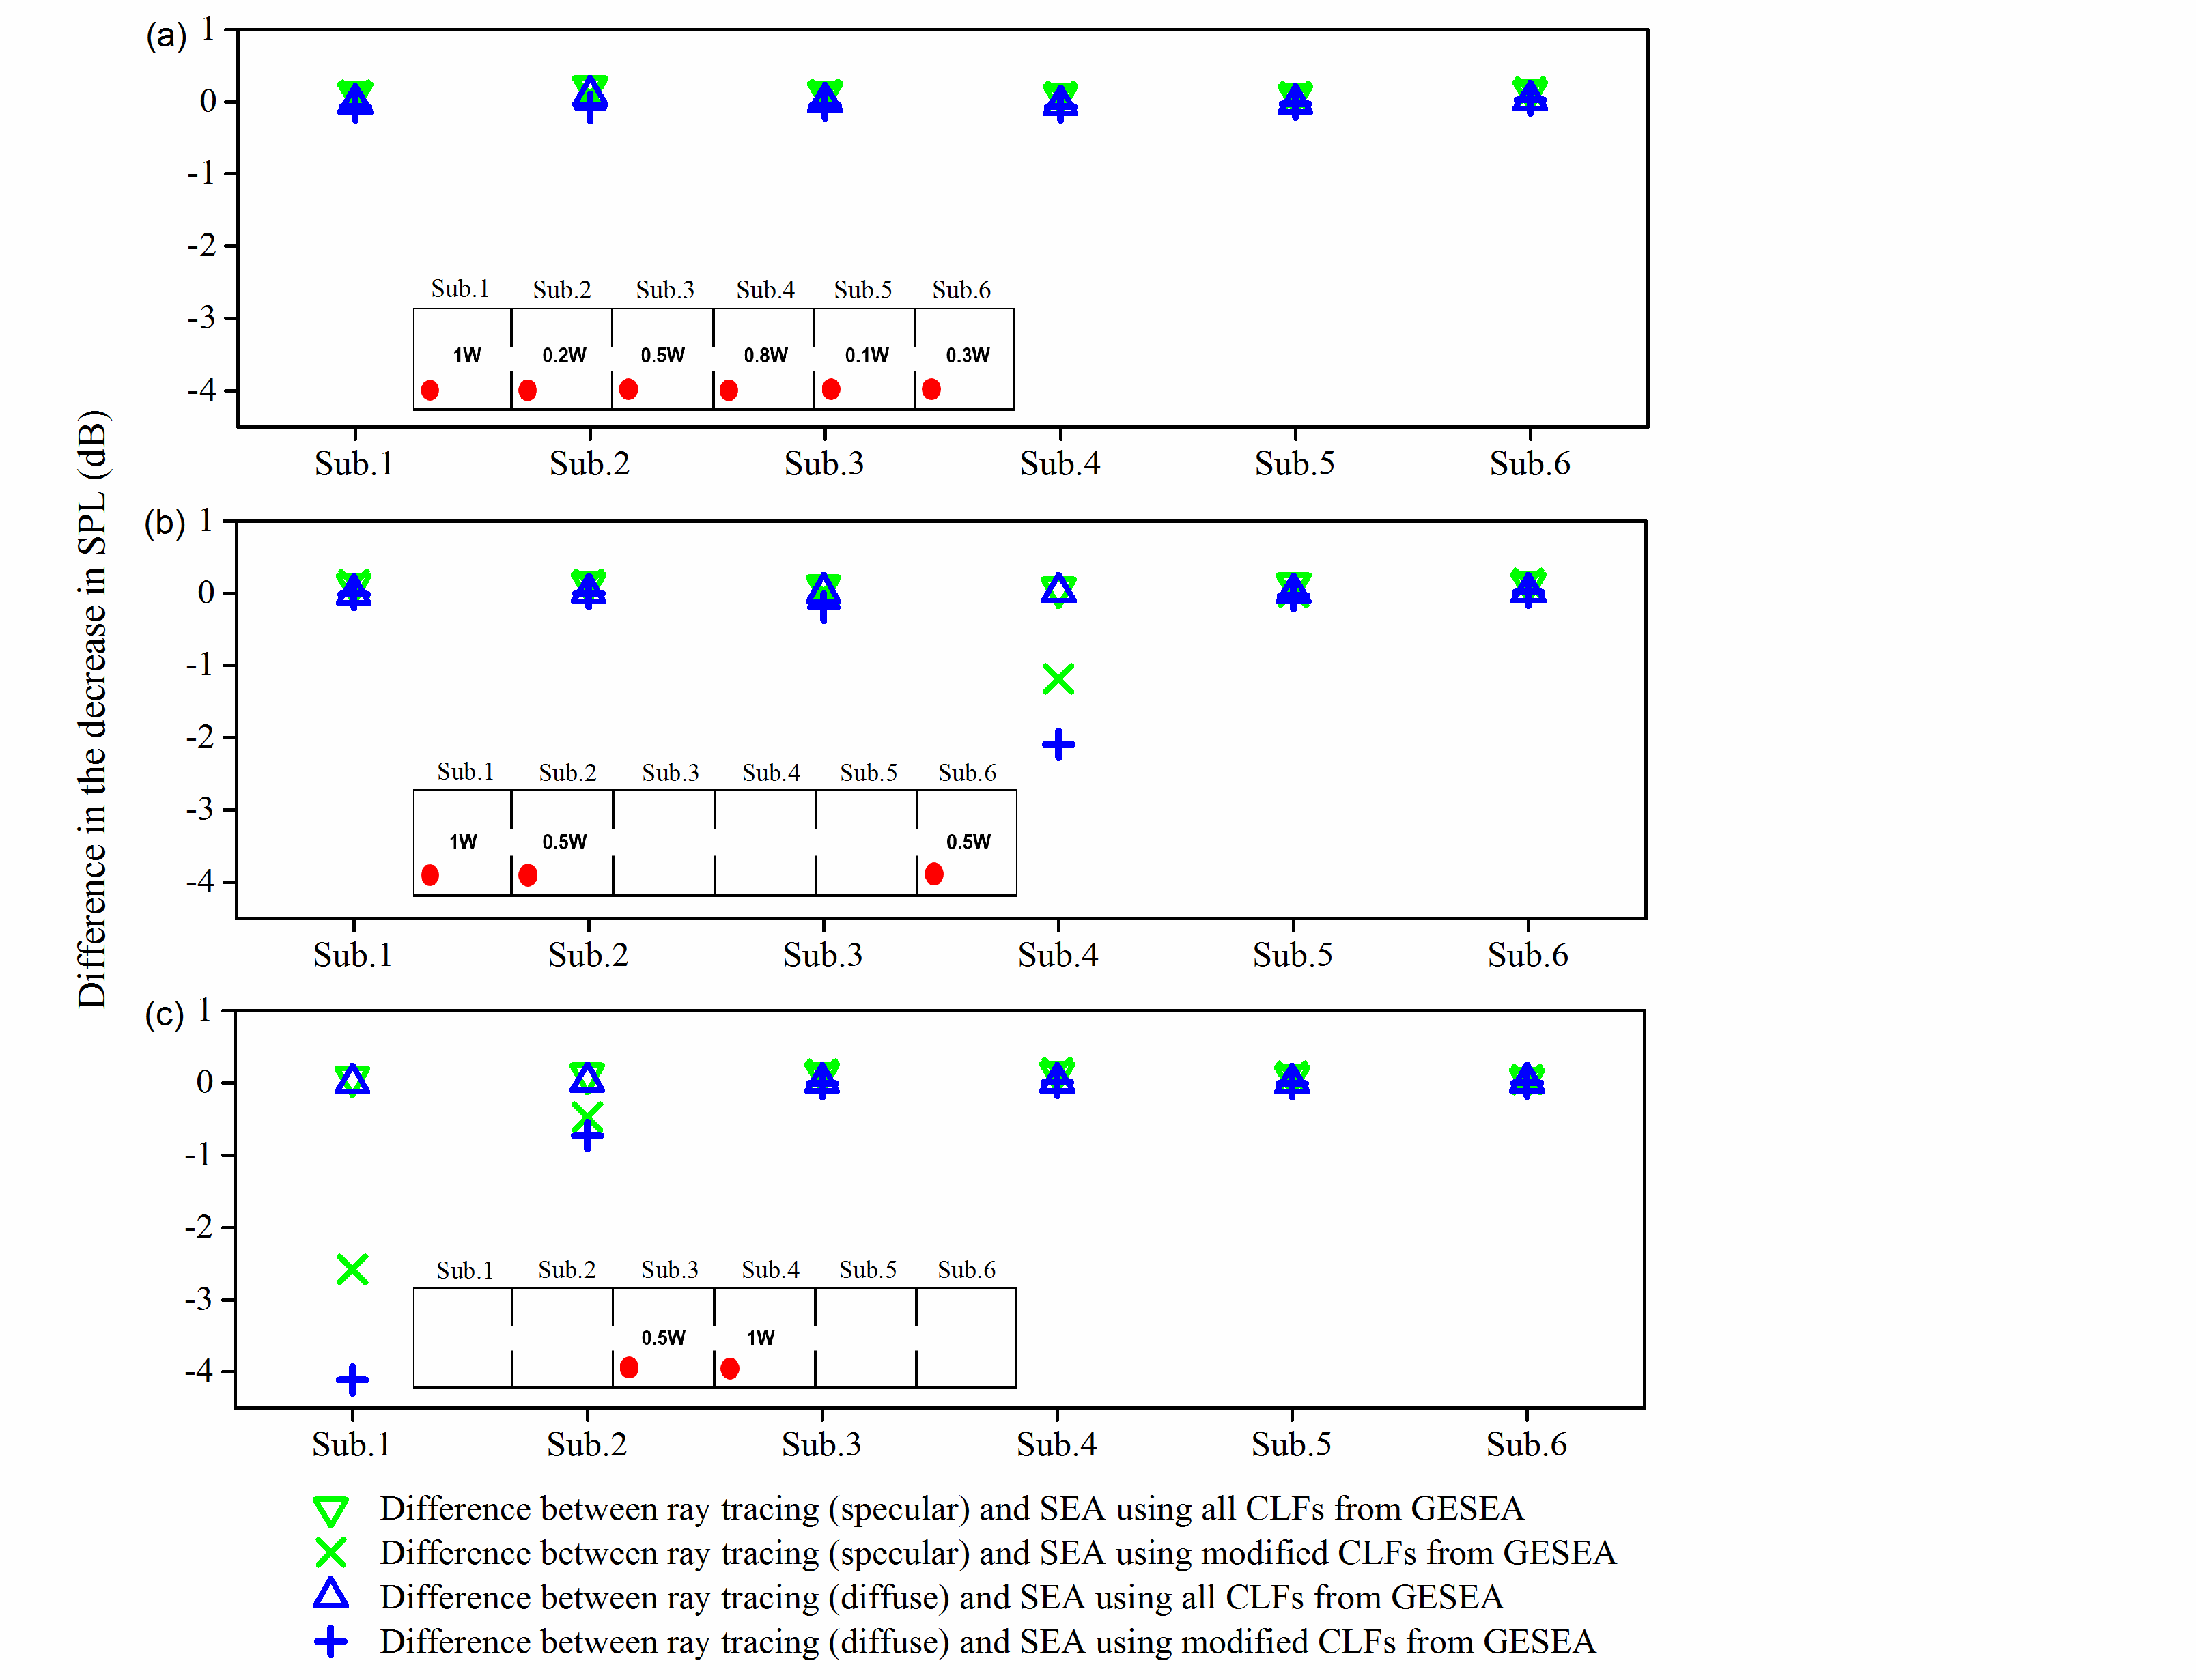 Difference in the decrease in SPL (dB)
(a)
1
0
-1
-2
-3
-4
Sub.1 Sub.2 Sub.3 Sub.4 Sub.5 Sub.6
1W 0.2W 0.5W 0.8W 0.1W 0.3W
Sub.1 Sub.2 Sub.3 Sub.4 Sub.5 Sub.6
(b)
1
0
-1
-2
-3
-4
Sub.1 Sub.2 Sub.3 Sub.4 Sub.5 Sub.6
1W 0.5W 0.5W
Sub.1 Sub.2 Sub.3 Sub.4 Sub.5 Sub.6
(c)
1
0
-1
-2
-3
-4
Sub.1 Sub.2 Sub.3 Sub.4 Sub.5 Sub.6
0.5W 1W
Sub.1 Sub.2 Sub.3 Sub.4 Sub.5 Sub.6
Difference between ray tracing (specular) and SEA using all CLFs from GESEA
Difference between ray tracing (specular) and SEA using modified CLFs from GESEA
Difference between ray tracing (diffuse) and SEA using all CLFs from GESEA
Difference between ray tracing (diffuse) and SEA using modified CLFs from GESEA